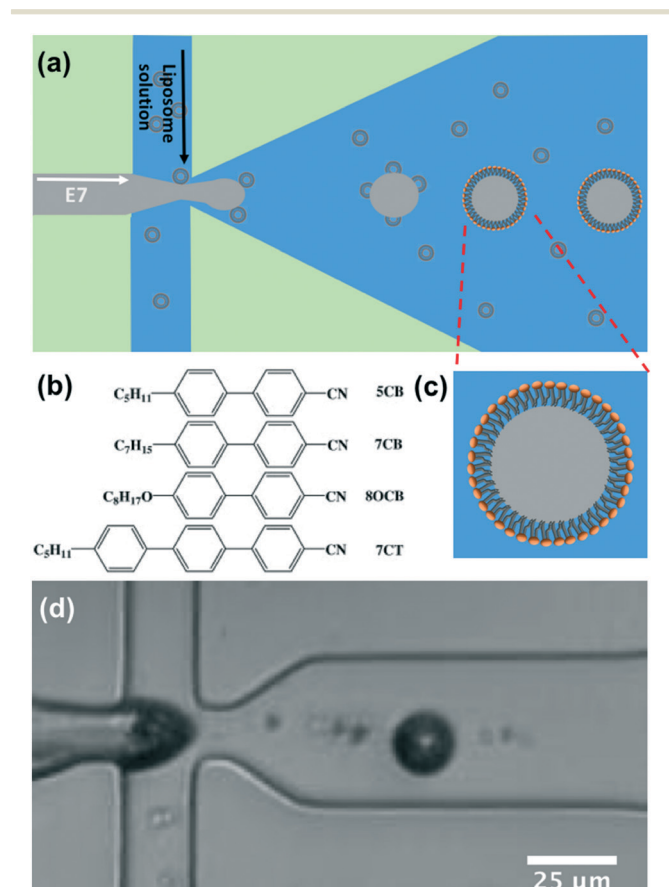 (a)
Liposome
solution
E7
(b)
C₅H₁₁ CN 5CB
C₇H₁₅ CN 7CB
C₈H₁₇O CN 8OCB
C₅H₁₁ CN 7CT
(c)
(d)
25 µm